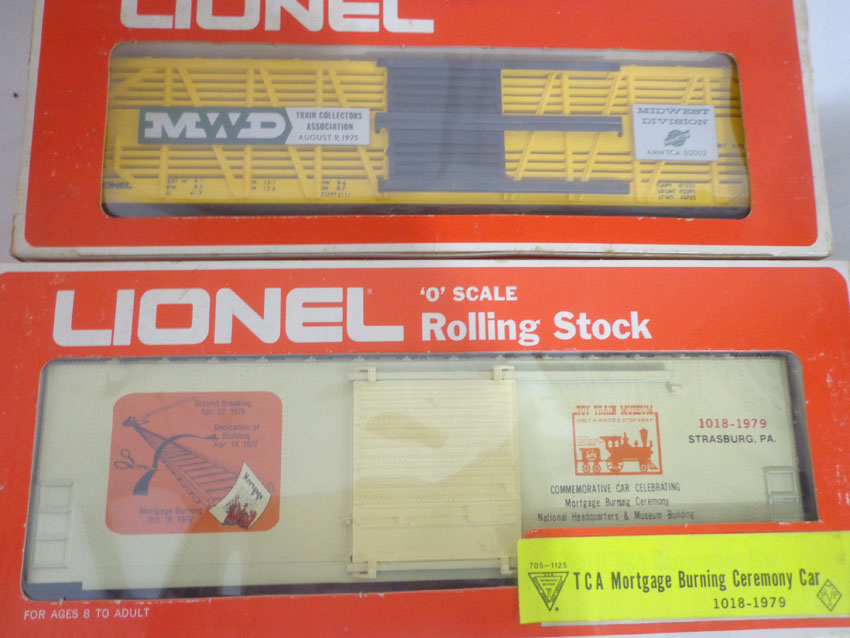 LIONEL
MWD
TRAIN COLLECTORS
ASSOCIATION
AUGUST 9, 1975
MIDWEST
DIVISION
LIONEL
LIONEL
'O' SCALE
Rolling Stock
Ground Breaking
Apr. 22, 1976
Dedication of
Building
Apr. 14, 1977
Mortgage
Mortgage Burning
Oct. 18, 1979
TOY TRAIN MUSEUM
1018-1979
STRASBURG, PA.
COMMEMORATIVE CAR CELEBRATING
Mortgage Burning Ceremony
National Headquarters & Museum Building
705-1125
TCA Mortgage Burning Ceremony Car
1018-1979
FOR AGES 8 TO ADULT